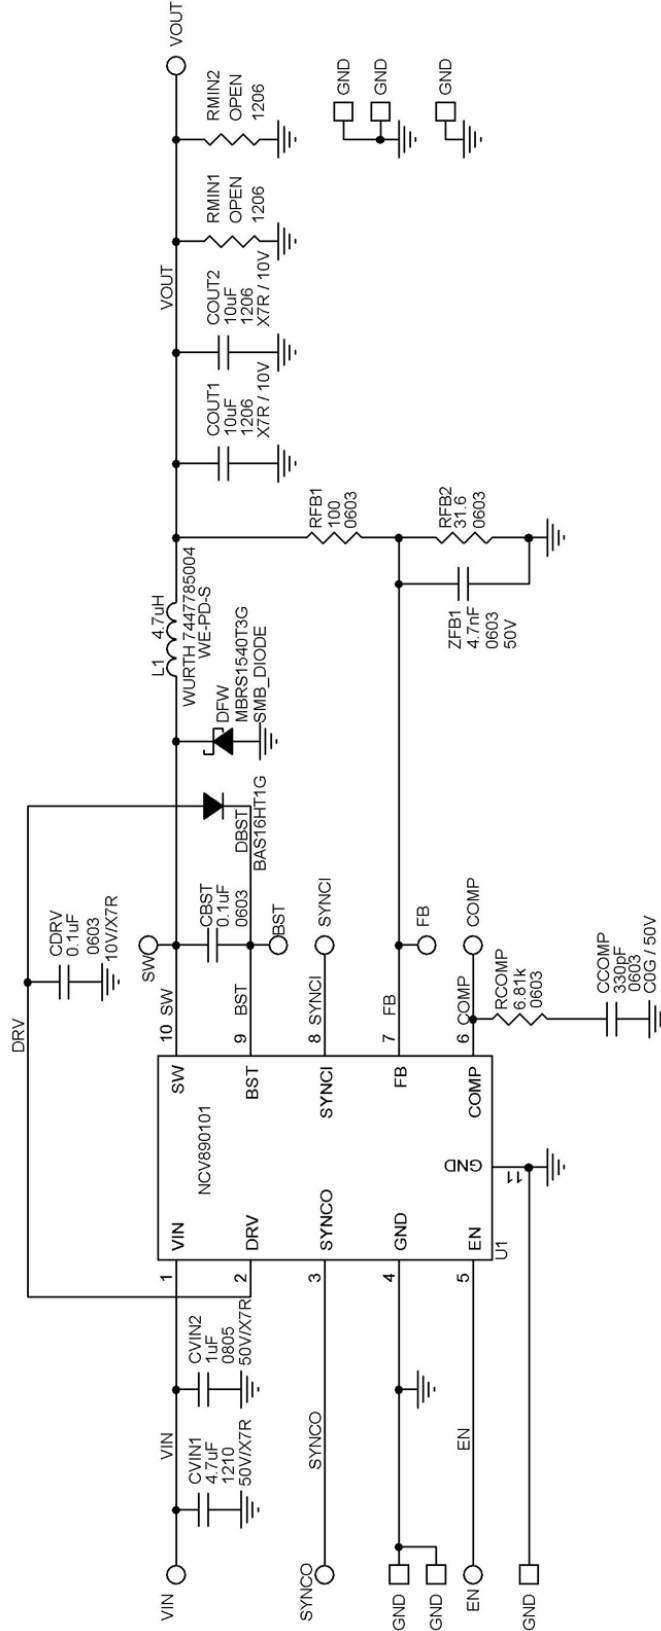 VIN
CVIN1
4.7uF
1210
50V/X7R
VIN
CVIN2
1uF
0805
50V/X7R
DRV
CDRV
0.1uF
0603
10V/X7R
SYNCO
SYNCO
GND
GND
EN
EN
GND
1
VIN
2
DRV
3
SYNCO
4
GND
5
EN
U1
NCV890101
GND
11
SW
10
SW
SW
BST
9
BST
BST
SYNCI
8
SYNCI
SYNCI
FB
7
FB
FB
COMP
6
COMP
COMP
CBST
0.1uF
0603
RCOMP
6.81k
0603
CCOMP
330pF
0603
C0G / 50V
DBST
BAS16HT1G
DFW
MBRS1540T3G
SMB_DIODE
L1
4.7uH
WURTH 7447785004
WE-PD-S
RFB1
100
0603
RFB2
31.6
0603
ZFB1
4.7nF
0603
50V
COUT1
10uF
1206
X7R / 10V
COUT2
10uF
1206
X7R / 10V
VOUT
RMIN1
OPEN
1206
RMIN2
OPEN
1206
VOUT
GND
GND
GND